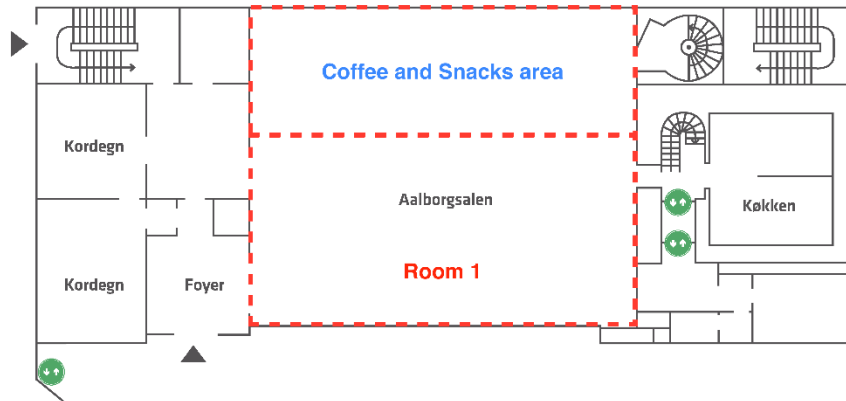 Coffee and Snacks area
Kordegn
Aalborgsalen
Køkken
Room 1
Kordegn
Foyer